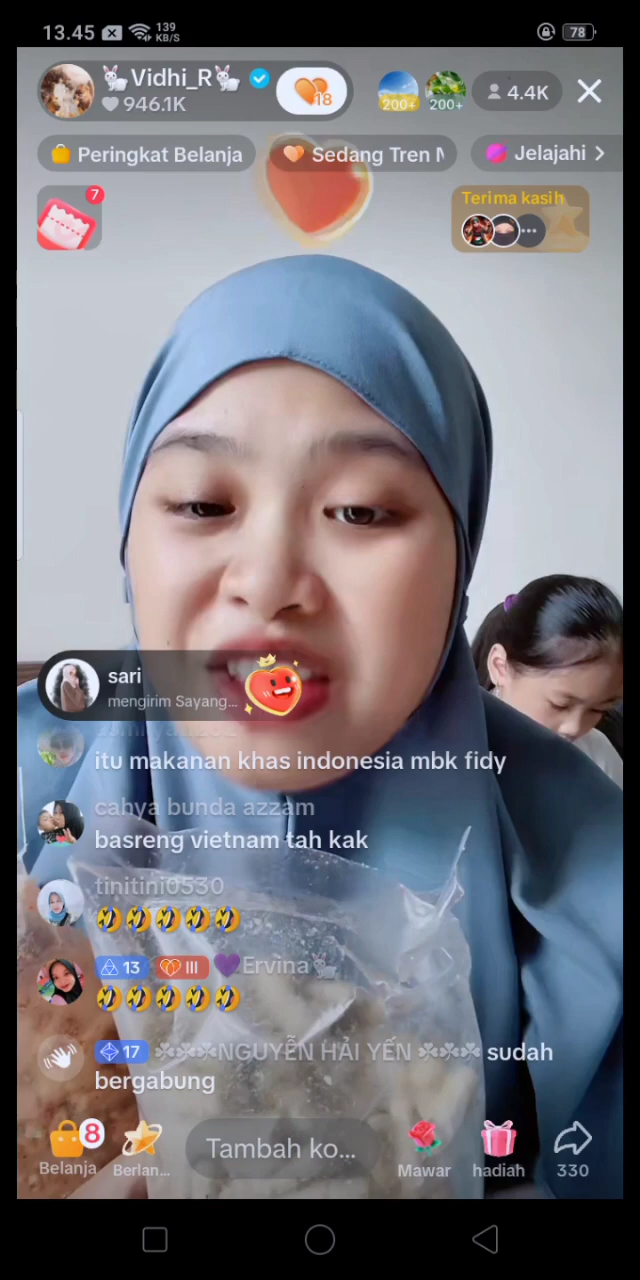 13.45
139
KB/S
78
Vidhi_R
946.1K
18
200+
200+
4.4K
Peringkat Belanja
Sedang Tren
Jelajahi
7
Terima kasih
sari
mengirim Sayang...
itu makanan khas indonesia mbk fidy
cahya bunda azzam
basreng vietnam tah kak
tinitini0530
🤣🤣🤣🤣🤣
13 III 💜Ervina🐇
🤣🤣🤣🤣🤣
17 ☘☘☘NGUYỄN HẢI YẾN ☘☘☘ sudah
bergabung
8
Tambah ko...
Belanja
Berlan...
Mawar
hadiah
330